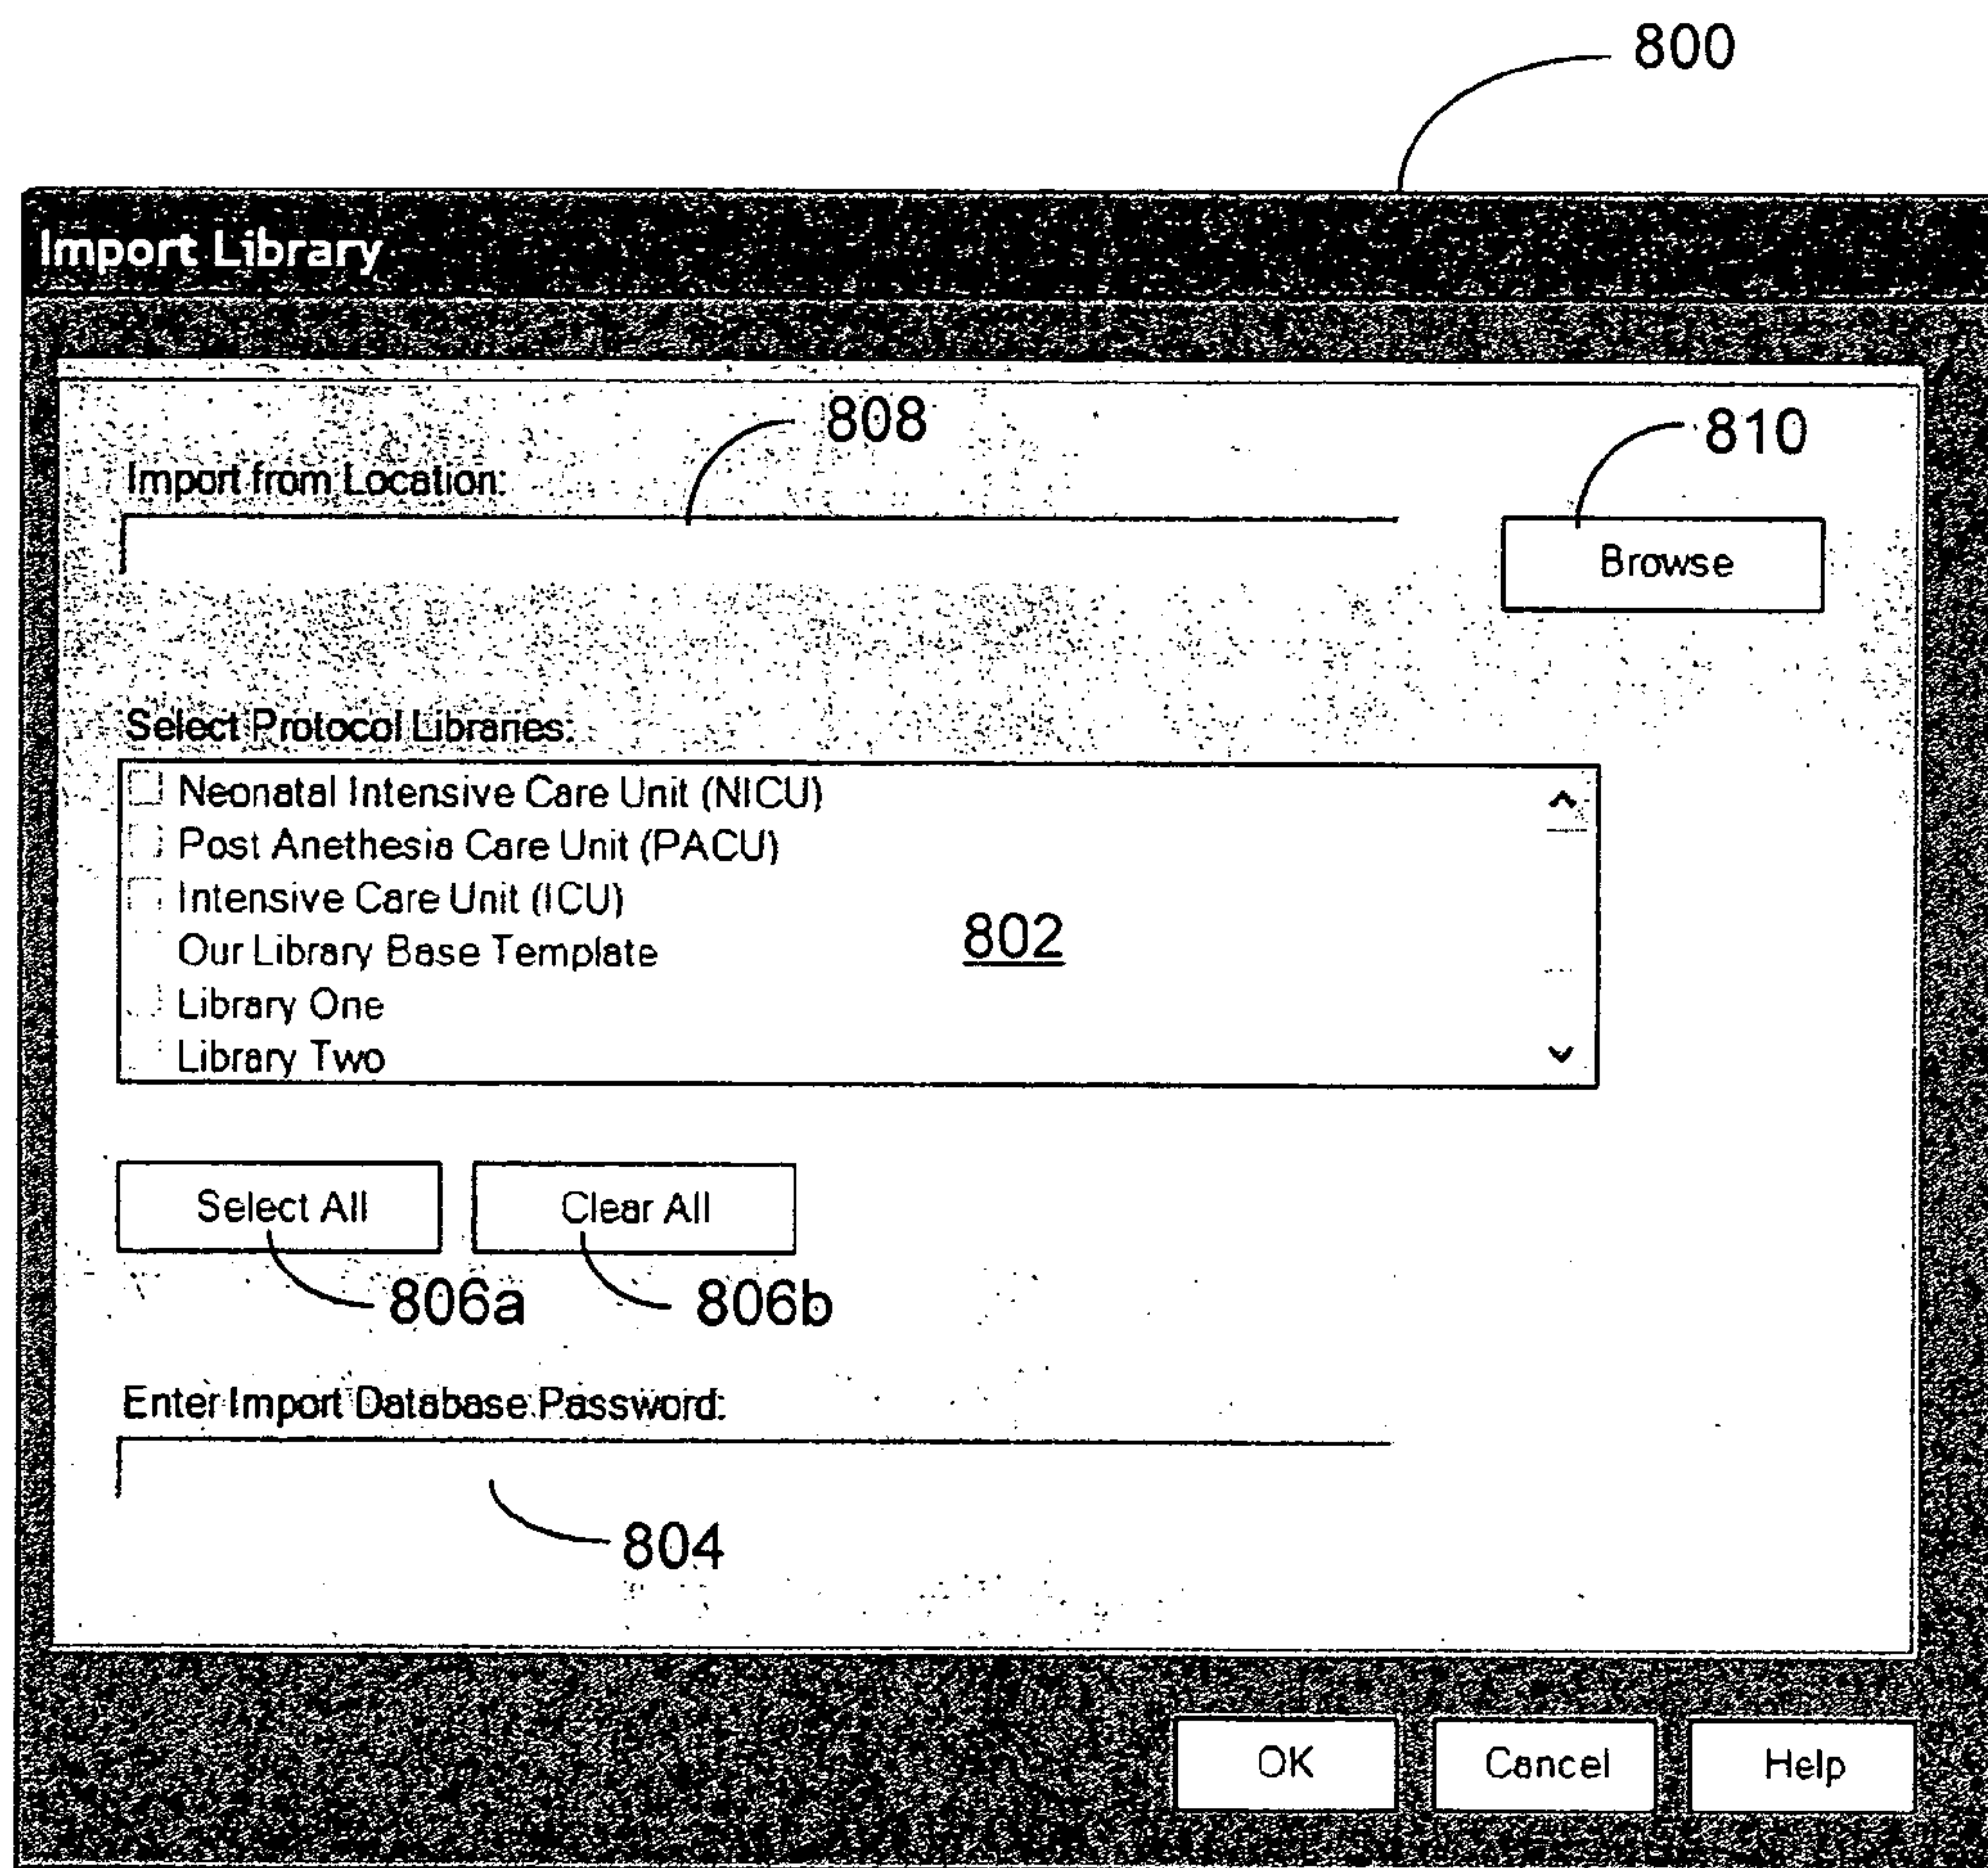 800
Import Library
808
810
Import from Location:
Browse
Select Protocol Libraries:
Neonatal Intensive Care Unit (NICU)
Post Anethesia Care Unit (PACU)
Intensive Care Unit (ICU)
802
Our Library Base Template
Library One
Library Two
Select All
Clear All
806a
806b
Enter Import Database Password:
804
OK
Cancel
Help